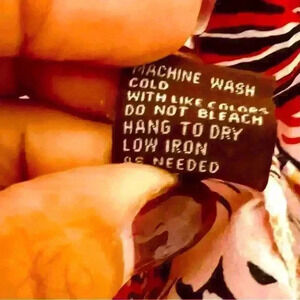 MACHINE WASH
COLD
WITH LIKE COLORS
DO NOT BLEACH
HANG TO DRY
LOW IRON
AS NEEDED